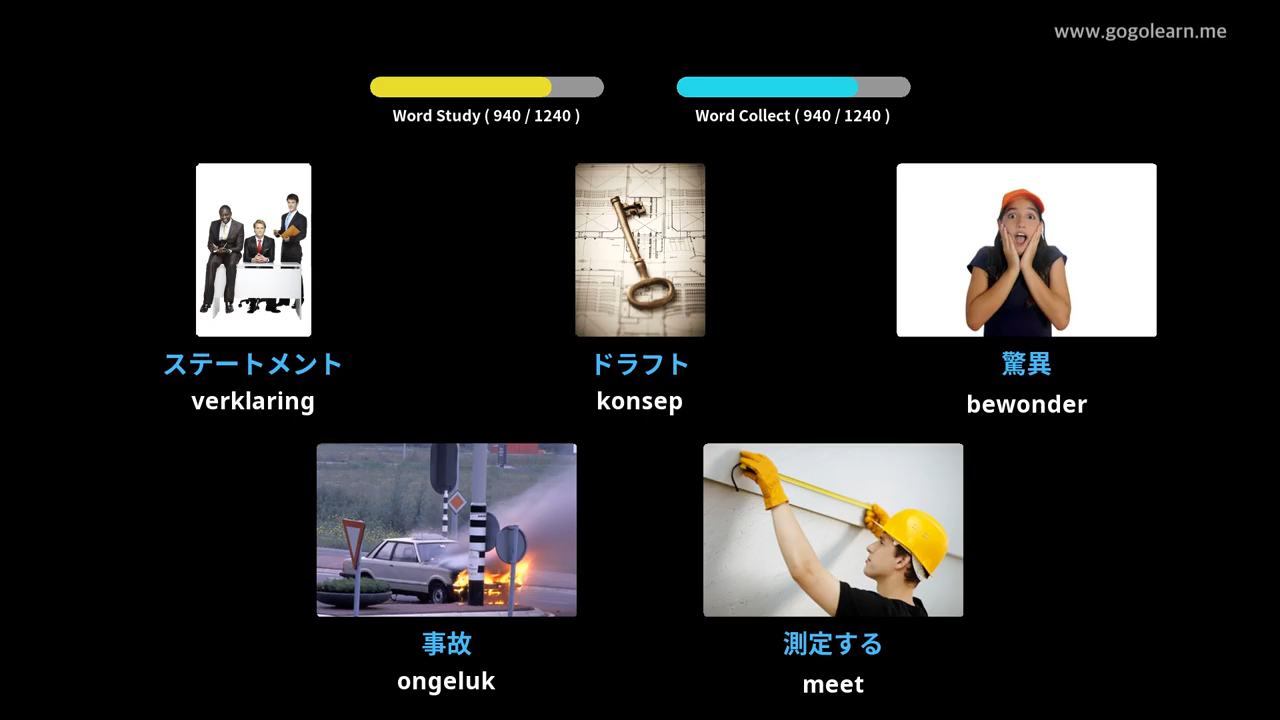 www.gogolearn.me
Word Study ( 940 / 1240 )
Word Collect ( 940 / 1240 )
ステートメント
verklaring
ドラフト
konsep
驚異
bewonder
事故
ongeluk
測定する
meet